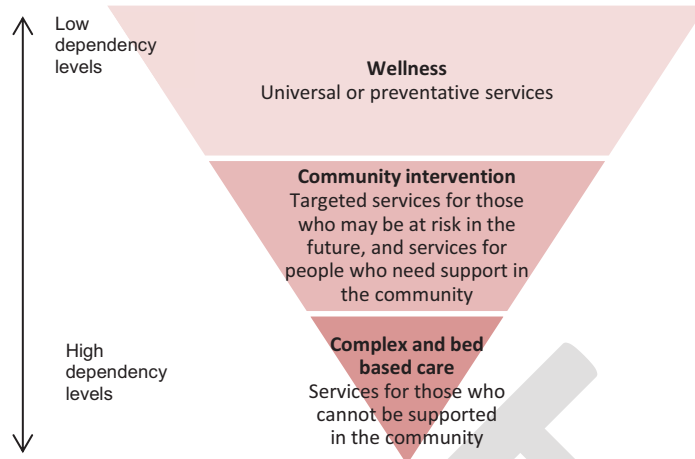 Low
dependency
levels
Wellness
Universal or preventative services
Community intervention
Targeted services for those
who may be at risk in the
future, and services for
people who need support in
the community
High
dependency
levels
Complex and bed
based care
Services for those who
cannot be supported
in the community